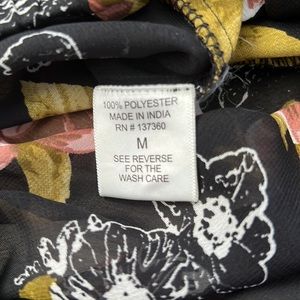 100% POLYESTER
MADE IN INDIA
RN # 137360
M
SEE REVERSE
FOR THE
WASH CARE